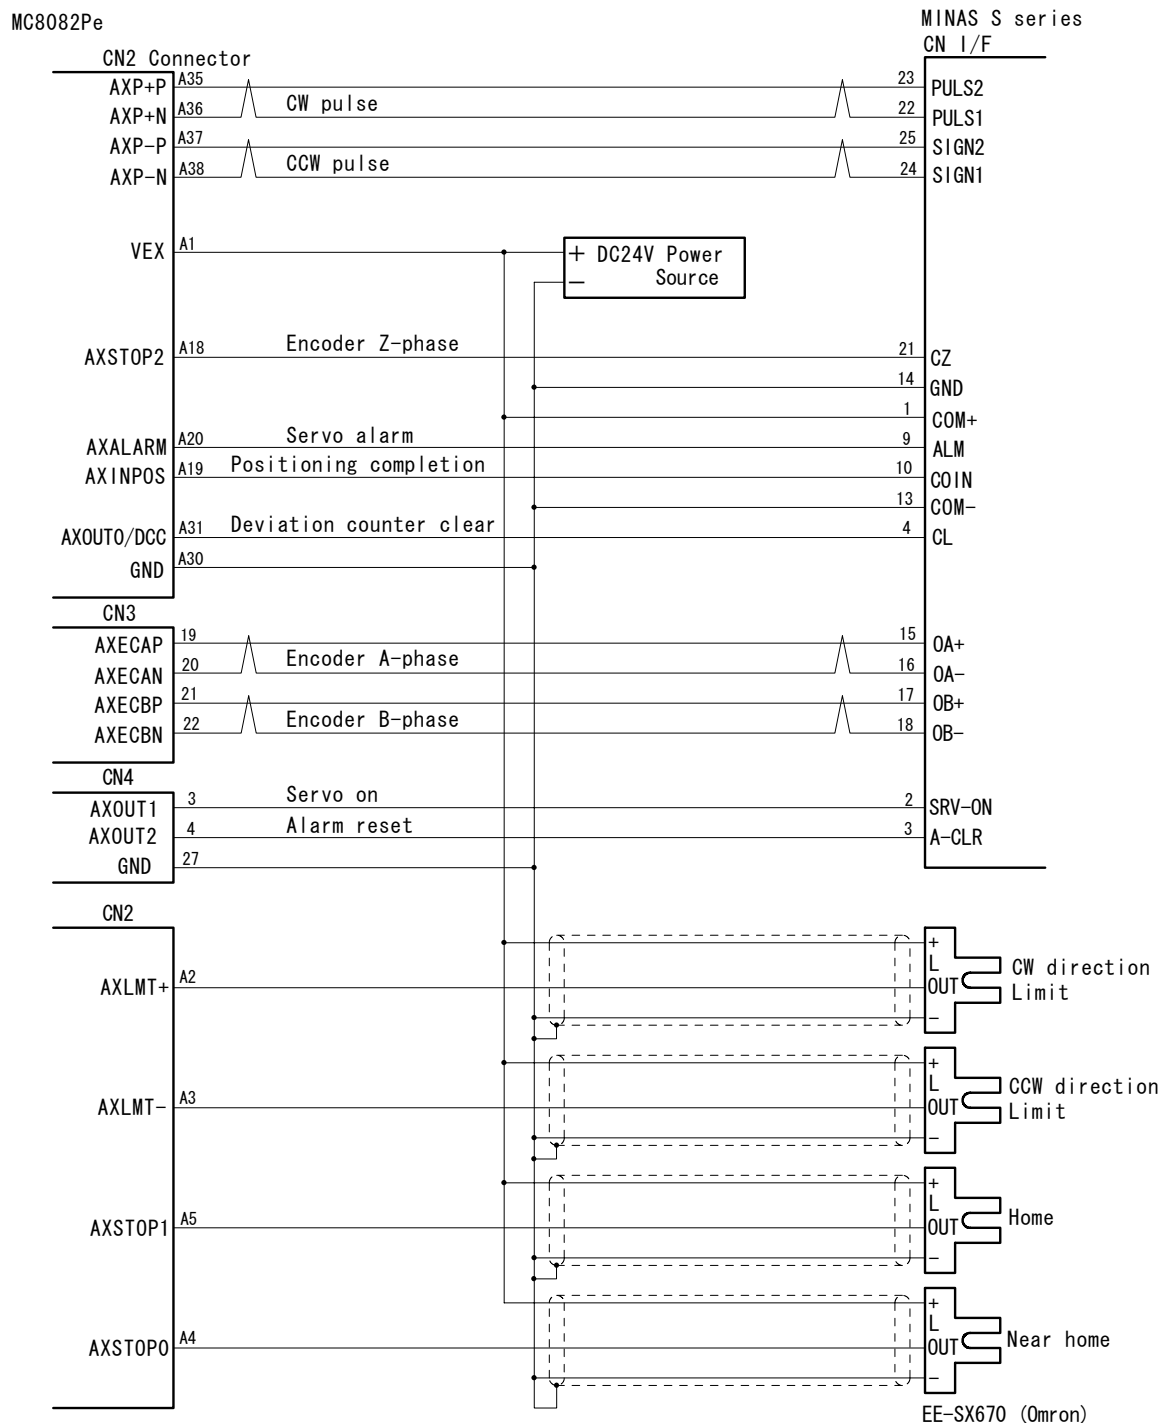 MC8082Pe
MINAS S series
CN2 Connector
CN I/F
AXP+P A35 23 PULS2
CW pulse
AXP+N A36 22 PULS1
AXP-P A37 25 SIGN2
CCW pulse
AXP-N A38 24 SIGN1
VEX A1 + DC24V Power
- Source
AXSTOP2 A18 Encoder Z-phase 21 CZ
14 GND
1 COM+
AXALARM A20 Servo alarm 9 ALM
AXINPOS A19 Positioning completion 10 COIN
13 COM-
AXOUT0/DCC A31 Deviation counter clear 4 CL
GND A30
CN3
AXECAP 19 15 OA+
Encoder A-phase
AXECAN 20 16 OA-
AXECBP 21 17 OB+
Encoder B-phase
AXECBN 22 18 OB-
CN4
AXOUT1 3 Servo on 2 SRV-ON
AXOUT2 4 Alarm reset 3 A-CLR
GND 27
CN2
+
L
CW direction
AXLMT+ A2 OUT
Limit
-
+
L
CCW direction
AXLMT- A3 OUT
Limit
-
+
L
AXSTOP1 A5 OUT Home
-
+
L
AXSTOP0 A4 OUT Near home
-
EE-SX670 (Omron)